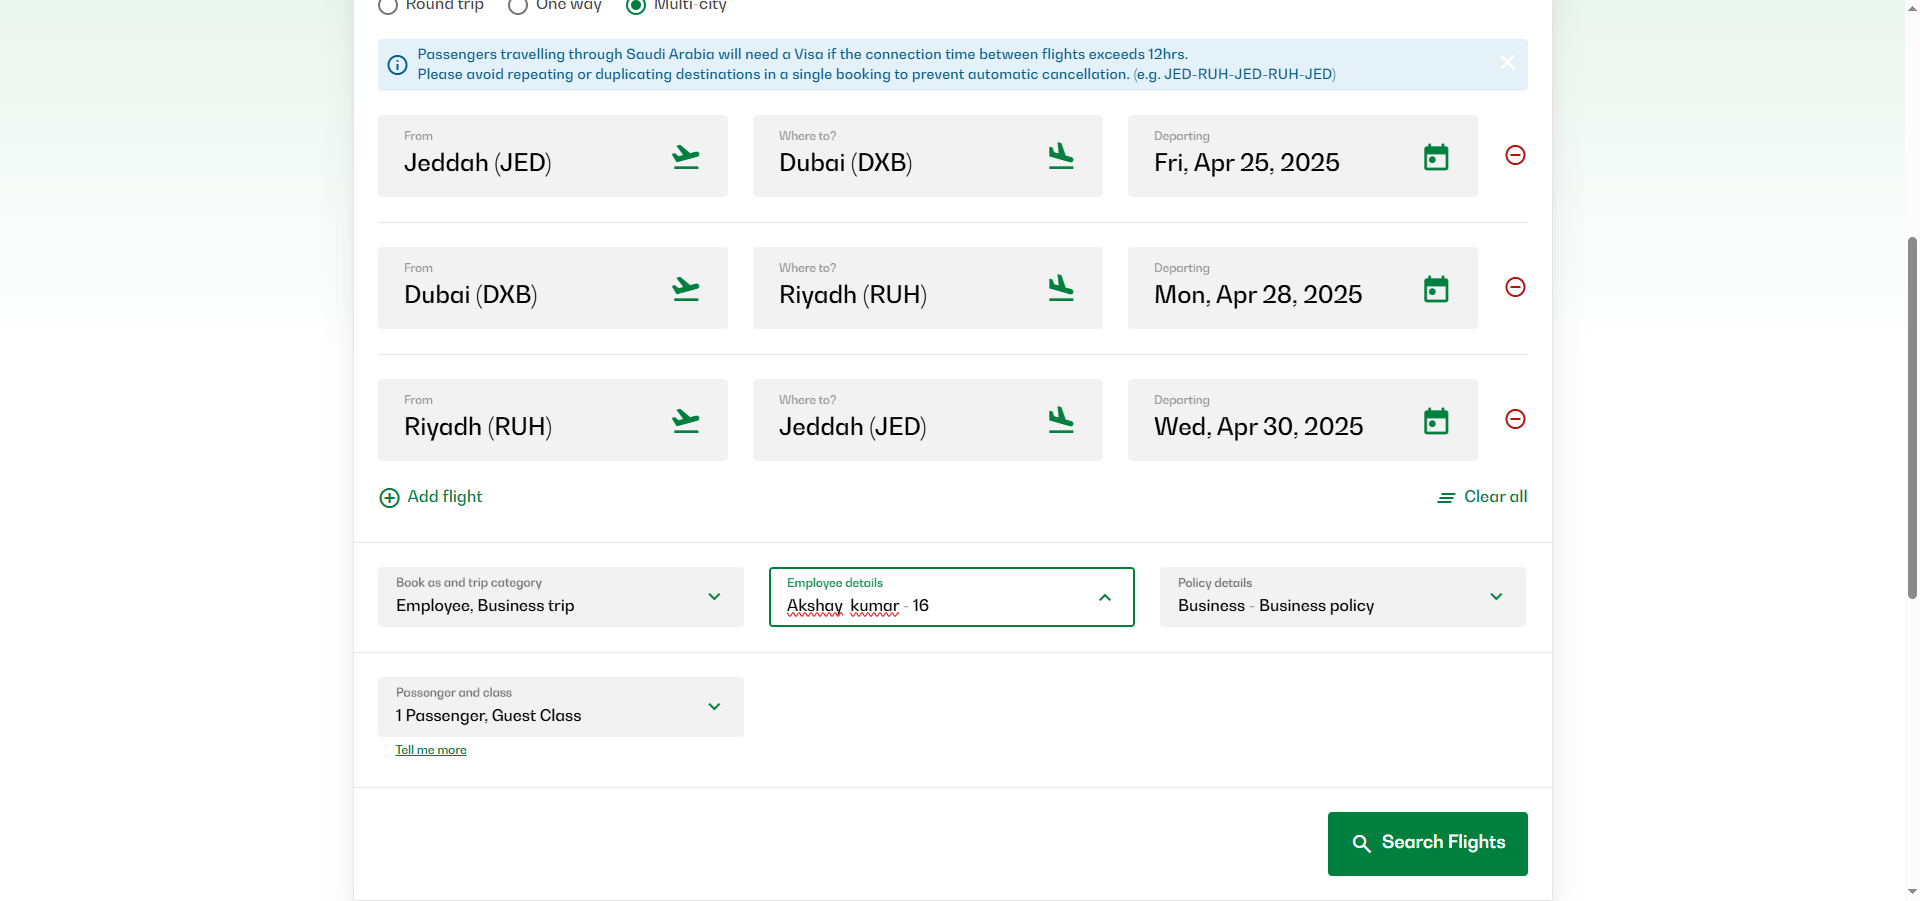 Round trip
One way
Multi-city
Passengers travelling through Saudi Arabia will need a Visa if the connection time between flights exceeds 12hrs.
Please avoid repeating or duplicating destinations in a single booking to prevent automatic cancellation. (e.g. JED-RUH-JED-RUH-JED)
From
Jeddah (JED)
Where to?
Dubai (DXB)
Departing
Fri, Apr 25, 2025
From
Dubai (DXB)
Where to?
Riyadh (RUH)
Departing
Mon, Apr 28, 2025
From
Riyadh (RUH)
Where to?
Jeddah (JED)
Departing
Wed, Apr 30, 2025
Add flight
Clear all
Book as and trip category
Employee, Business trip
Employee details
Akshay kumar - 16
Policy details
Business - Business policy
Passenger and class
1 Passenger, Guest Class
Tell me more
Search Flights